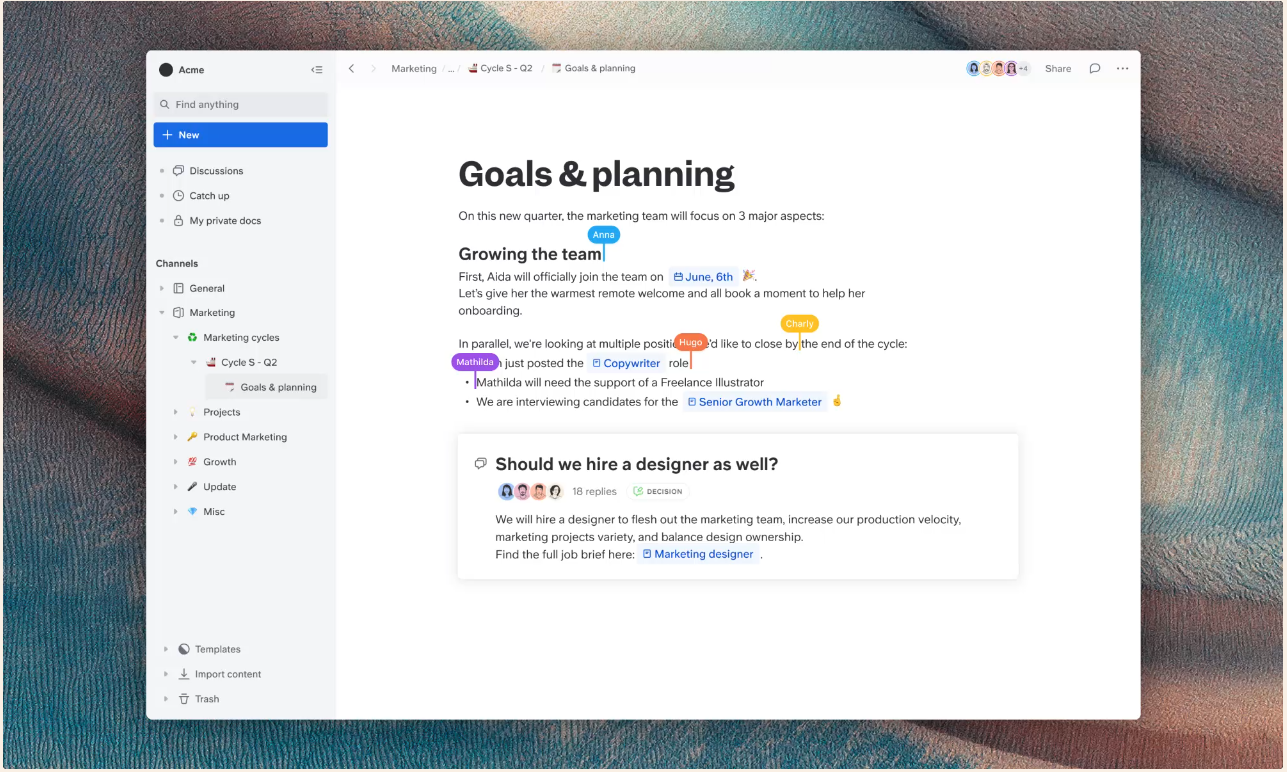 Acme
Find anything
New
Discussions
Catch up
My private docs
Channels
General
Marketing
Marketing cycles
Cycle S - Q2
Goals & planning
Projects
Product Marketing
Growth
Update
Misc
Templates
Import content
Trash
Marketing / ... / Cycle S - Q2 / Goals & planning
+4
Share
Goals & planning
On this new quarter, the marketing team will focus on 3 major aspects:
Anna
Growing the team
First, Aida will officially join the team on June, 6th .
Let's give her the warmest remote welcome and all book a moment to help her
onboarding.
Charly
In parallel, we're looking at multiple 'd like to close by the end of the cycle:
Hugo
Mathilda
just posted the Copywriter role
• Mathilda will need the support of a Freelance Illustrator
• We are interviewing candidates for the Senior Growth Marketer
Should we hire a designer as well?
18 replies DECISION
We will hire a designer to flesh out the marketing team, increase our production velocity,
marketing projects variety, and balance design ownership.
Find the full job brief here: Marketing designer .